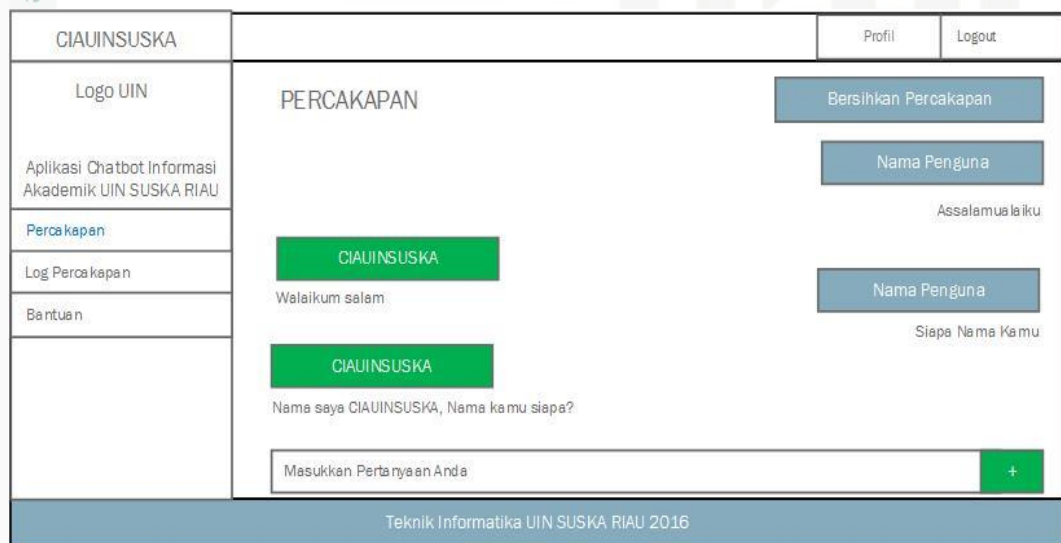 CIAUINSUSKA
Profil
Logout
Logo UIN
Aplikasi Chatbot Informasi
Akademik UIN SUSKA RIAU
Percakapan
Log Percakapan
Bantuan
PERCAKAPAN
Bersihkan Percakapan
Nama Penguna
Assalamualaiku
CIAUINSUSKA
Walaikum salam
Nama Penguna
Siapa Nama Kamu
CIAUINSUSKA
Nama saya CIAUINSUSKA, Nama kamu siapa?
Masukkan Pertanyaan Anda
+
Teknik Informatika UIN SUSKA RIAU 2016